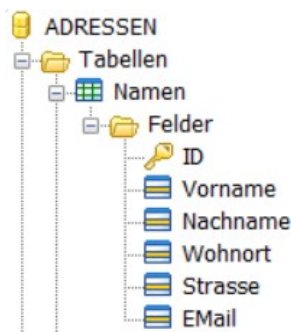 ADRESSEN
Tabellen
Namen
Felder
ID
Vorname
Nachname
Wohnort
Strasse
EMail